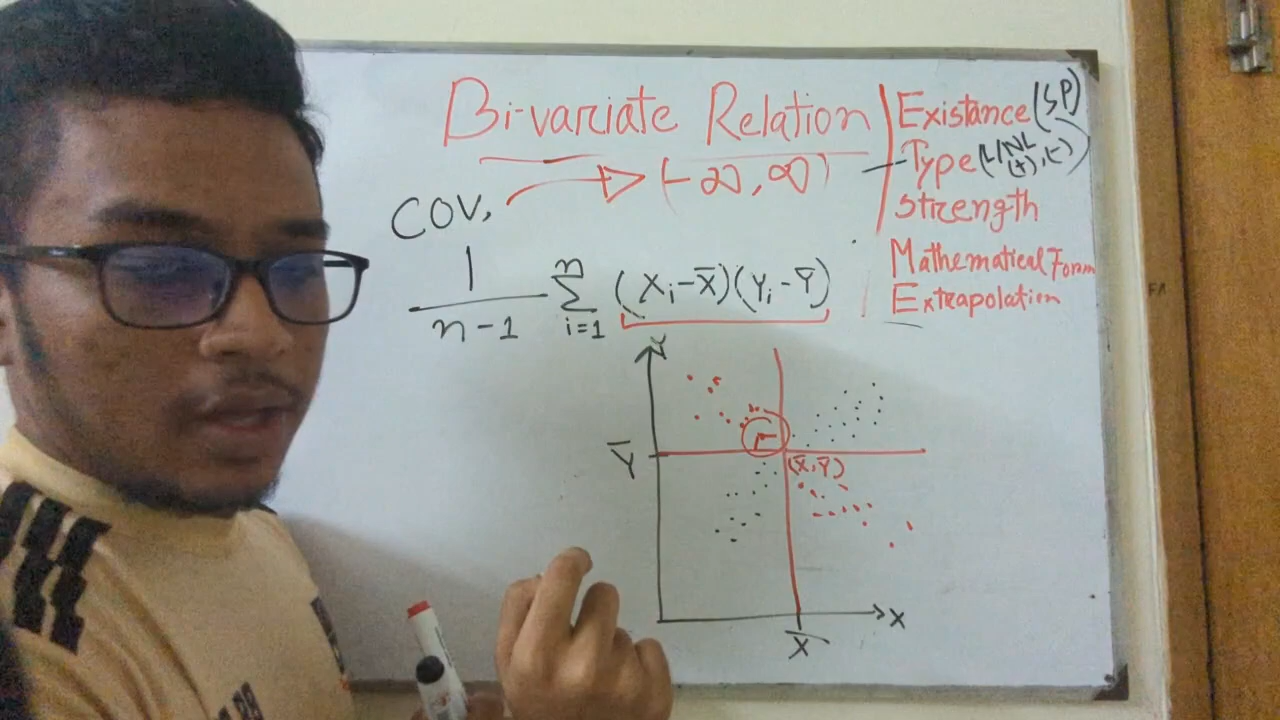 Bi-variate Relation
Existance (SP)
Type (L/NL (+), (-))
Strength
Mathematical Form
Extrapolation
COV, → (-∞, ∞)
1/(n-1) Σ_{i=1}^{n} (Xi-X̄)(Yi-Ȳ)
Y
Ȳ
(X̄,Ȳ)
X
X̄